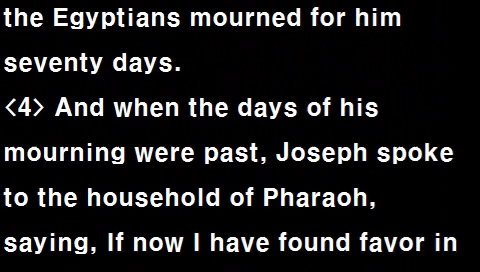 the Egyptians mourned for him
seventy days.
<4> And when the days of his
mourning were past, Joseph spoke
to the household of Pharaoh,
saying, If now I have found favor in